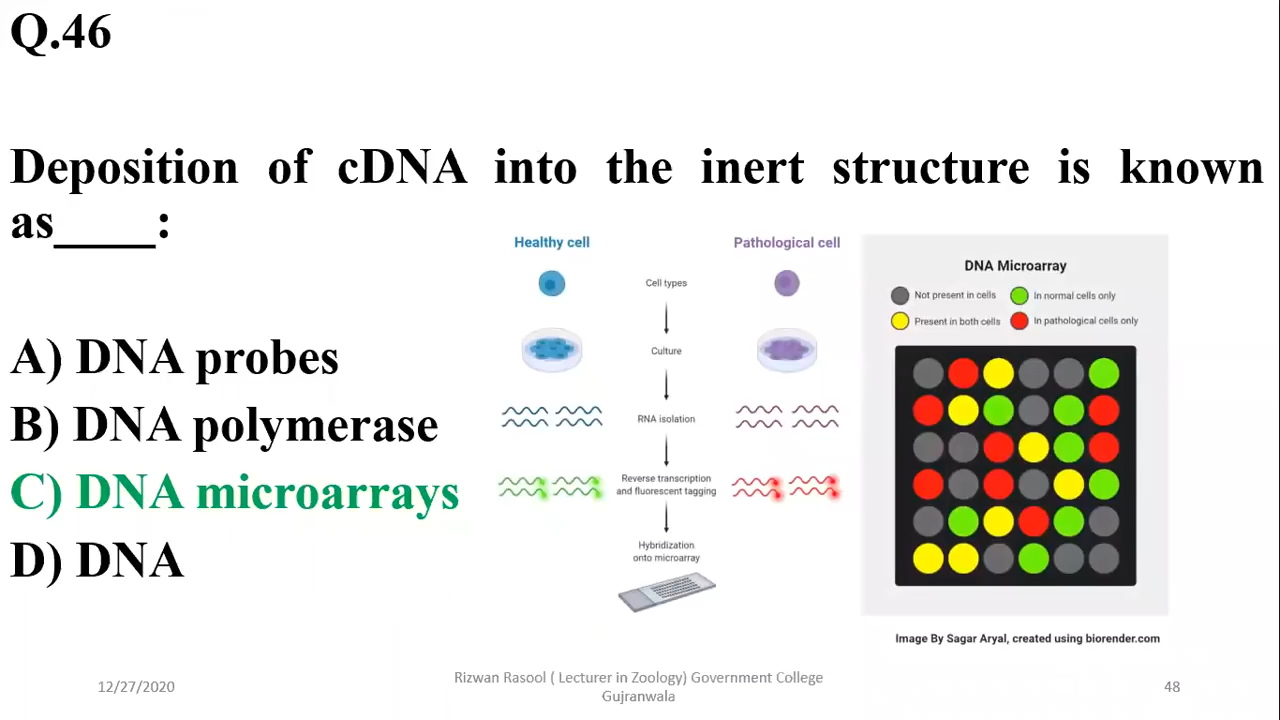 Q.46
Deposition of cDNA into the inert structure is known
as____:
A) DNA probes
B) DNA polymerase
C) DNA microarrays
D) DNA
Healthy cell
Pathological cell
Cell types
Culture
RNA isolation
Reverse transcription
and fluorescent tagging
Hybridization
onto microarray
DNA Microarray
Not present in cells
In normal cells only
Present in both cells
In pathological cells only
Image By Sagar Aryal, created using biorender.com
12/27/2020
Rizwan Rasool ( Lecturer in Zoology) Government College
Gujranwala
48